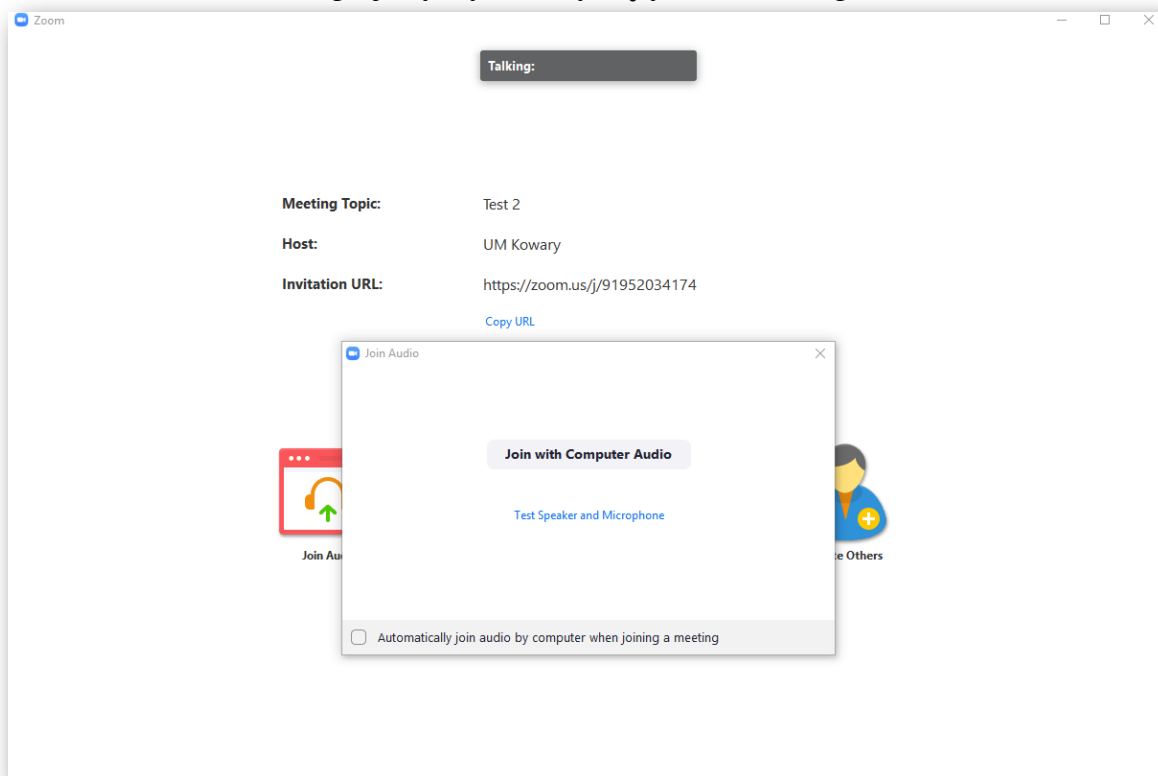 Zoom
Talking:
Meeting Topic: Test 2
Host: UM Kowary
Invitation URL: https://zoom.us/j/91952034174
Copy URL
Join Audio
Join with Computer Audio
Test Speaker and Microphone
Join Au
e Others
Automatically join audio by computer when joining a meeting